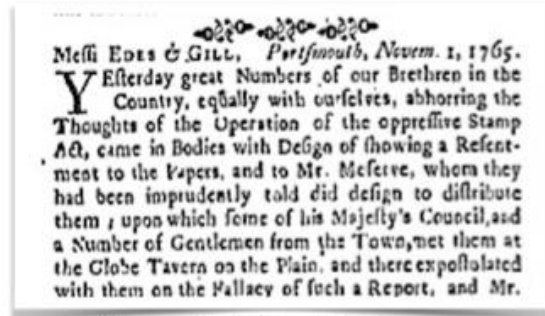 Meſſi EDES & GILL, Portſmouth, Novem. 1, 1765.
YEſterday great Numbers of our Brethren in the
Country, equally with ourſelves, abhorring the
Thoughts of the Operation of the oppreſſive Stamp
Act, came in Bodies with Deſign of ſhowing a Reſent-
ment to the Papers, and to Mr. Meſerve, whom they
had been imprudently told did deſign to diſtribute
them ; upon which ſome of his Majeſty's Council, and
a Number of Gentlemen from the Town, met them at
the Globe Tavern on the Plain, and there expoſtolated
with them on the Fallacy of ſuch a Report, and Mr.